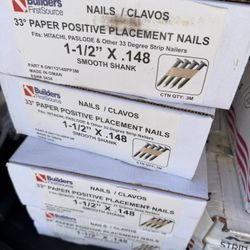 Builders
FirstSource
NAILS / CLAVOS
33° PAPER POSITIVE PLACEMENT NAILS
Fits: HITACHI, PASLODE & Other 33 Degree Strip Nailers
1-1/2" X .148
SMOOTH SHANK
MADE IN OMAN
CTN QTY: 3M
Builders
FirstSource
NAILS / CLAVOS
33° PAPER POSITIVE PLACEMENT NAILS
1-1/2" X .148
SMOOTH SHANK
Builders
FirstSource
NAILS / CLAVOS
33° PAPER POSITIVE PLACEMENT NAILS
1-1/2" X .148
SMOOTH SHANK